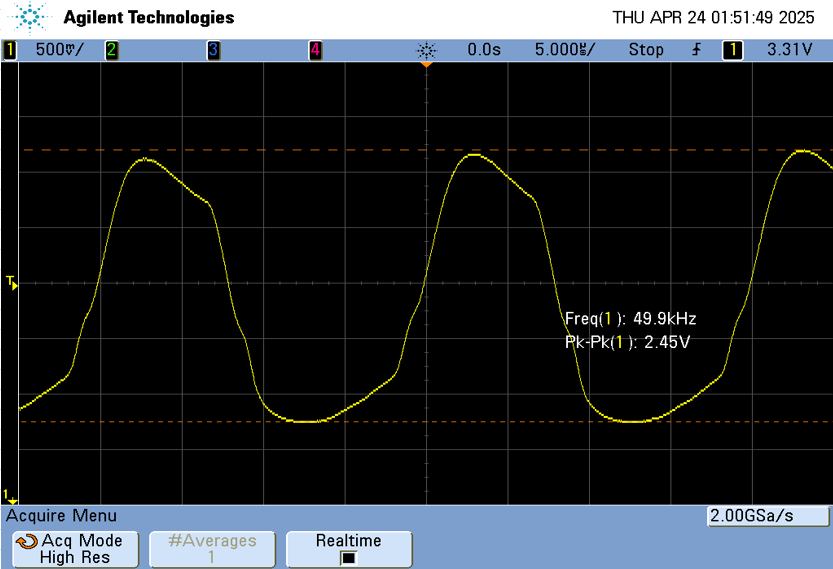 Agilent Technologies THU APR 24 01:51:49 2025
1 500mV/ 2 3 4 0.0s 5.000µs/ Stop 1 3.31V
T
Freq(1): 49.9kHz
Pk-Pk(1): 2.45V
1
Acquire Menu 2.00GSa/s
Acq Mode #Averages Realtime
High Res 1